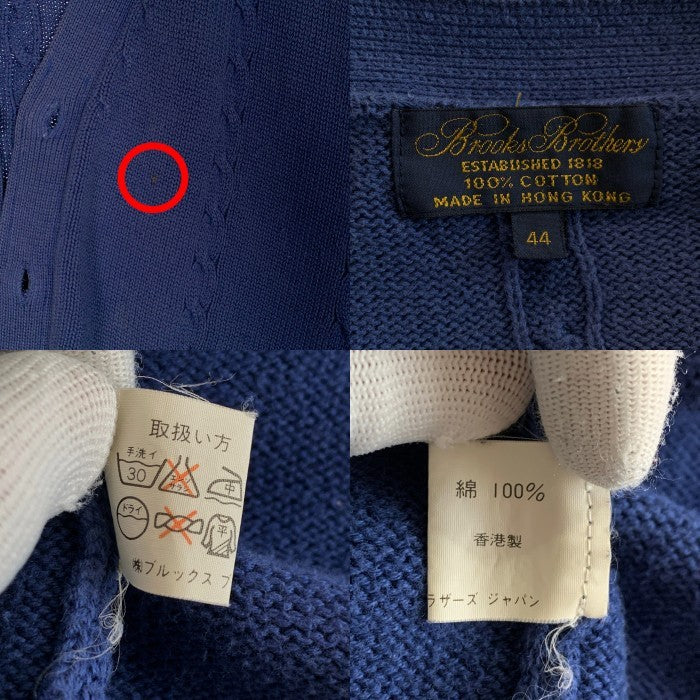 Brooks Brothers
ESTABLISHED 1818
100% COTTON
MADE IN HONG KONG
44
取扱い方
手洗イ
30
中
ドライ
平
㈱ブルックス ブ
綿 100%
香港製
ラザーズ ジャパン